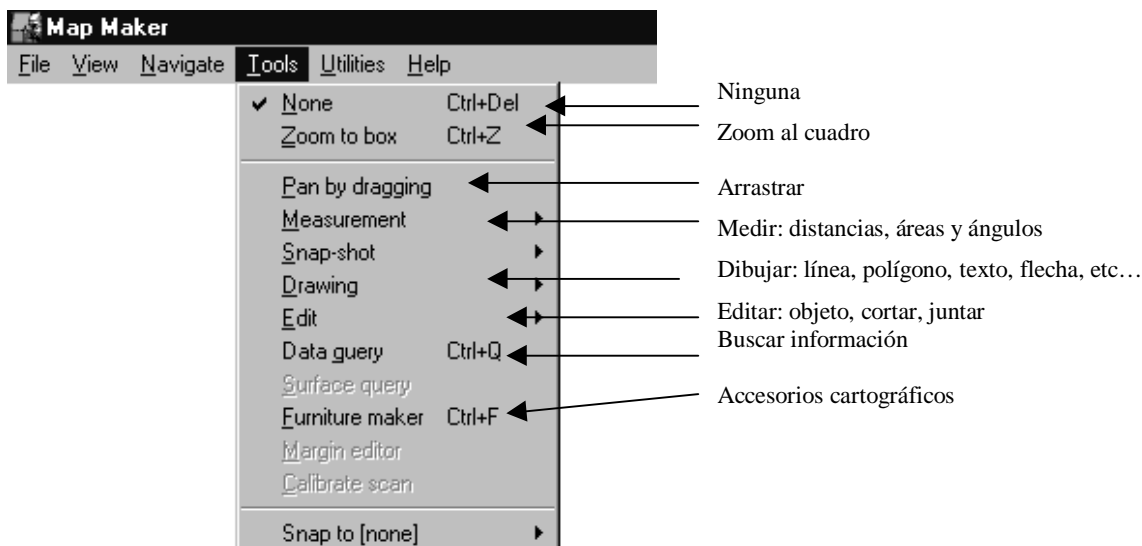 Map Maker
File View Navigate Tools Utilities Help
None Ctrl+Del
Zoom to box Ctrl+Z
Pan by dragging
Measurement
Snap-shot
Drawing
Edit
Data query Ctrl+Q
Surface query
Furniture maker Ctrl+F
Margin editor
Calibrate scan
Snap to [none]
Ninguna
Zoom al cuadro
Arrastrar
Medir: distancias, áreas y ángulos
Dibujar: línea, polígono, texto, flecha, etc…
Editar: objeto, cortar, juntar
Buscar información
Accesorios cartográficos